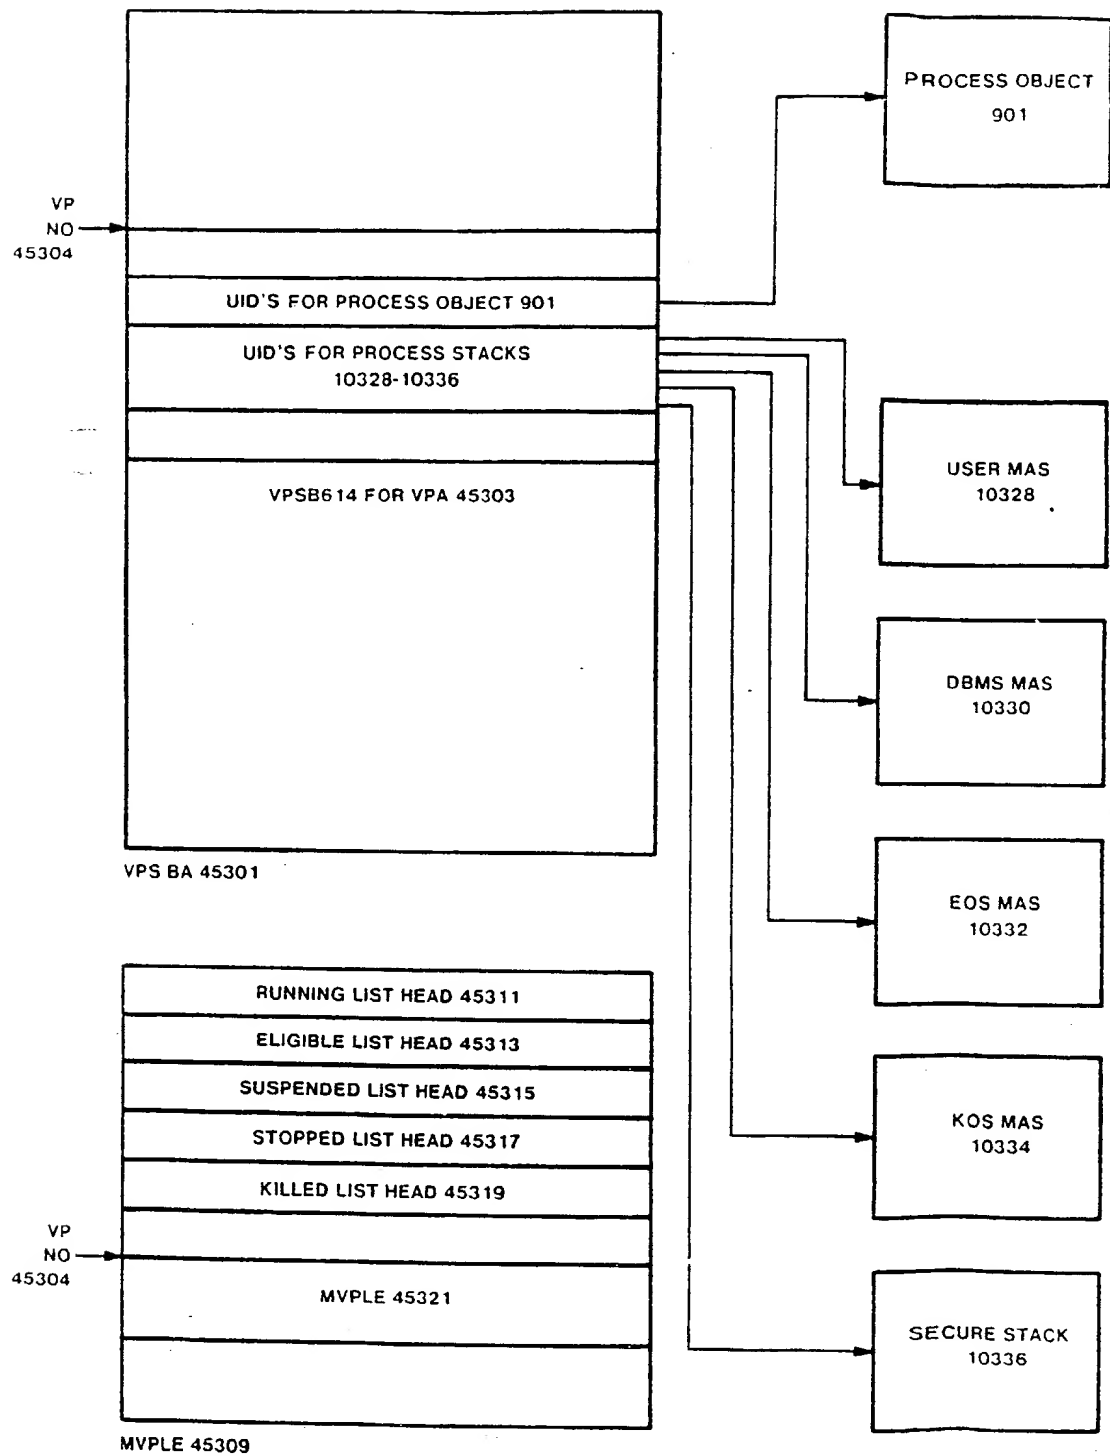 PROCESS OBJECT
901
VP
NO
45304
UID'S FOR PROCESS OBJECT 901
UID'S FOR PROCESS STACKS
10328-10336
VPSB614 FOR VPA 45303
USER MAS
10328
DBMS MAS
10330
VPS BA 45301
EOS MAS
10332
RUNNING LIST HEAD 45311
ELIGIBLE LIST HEAD 45313
SUSPENDED LIST HEAD 45315
STOPPED LIST HEAD 45317
KILLED LIST HEAD 45319
KOS MAS
10334
VP
NO
45304
MVPLE 45321
SECURE STACK
10336
MVPLE 45309